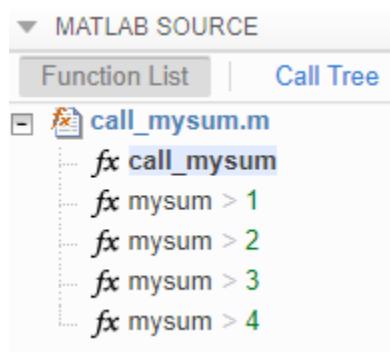 MATLAB SOURCE
Function List | Call Tree
call_mysum.m
fx call_mysum
fx mysum > 1
fx mysum > 2
fx mysum > 3
fx mysum > 4